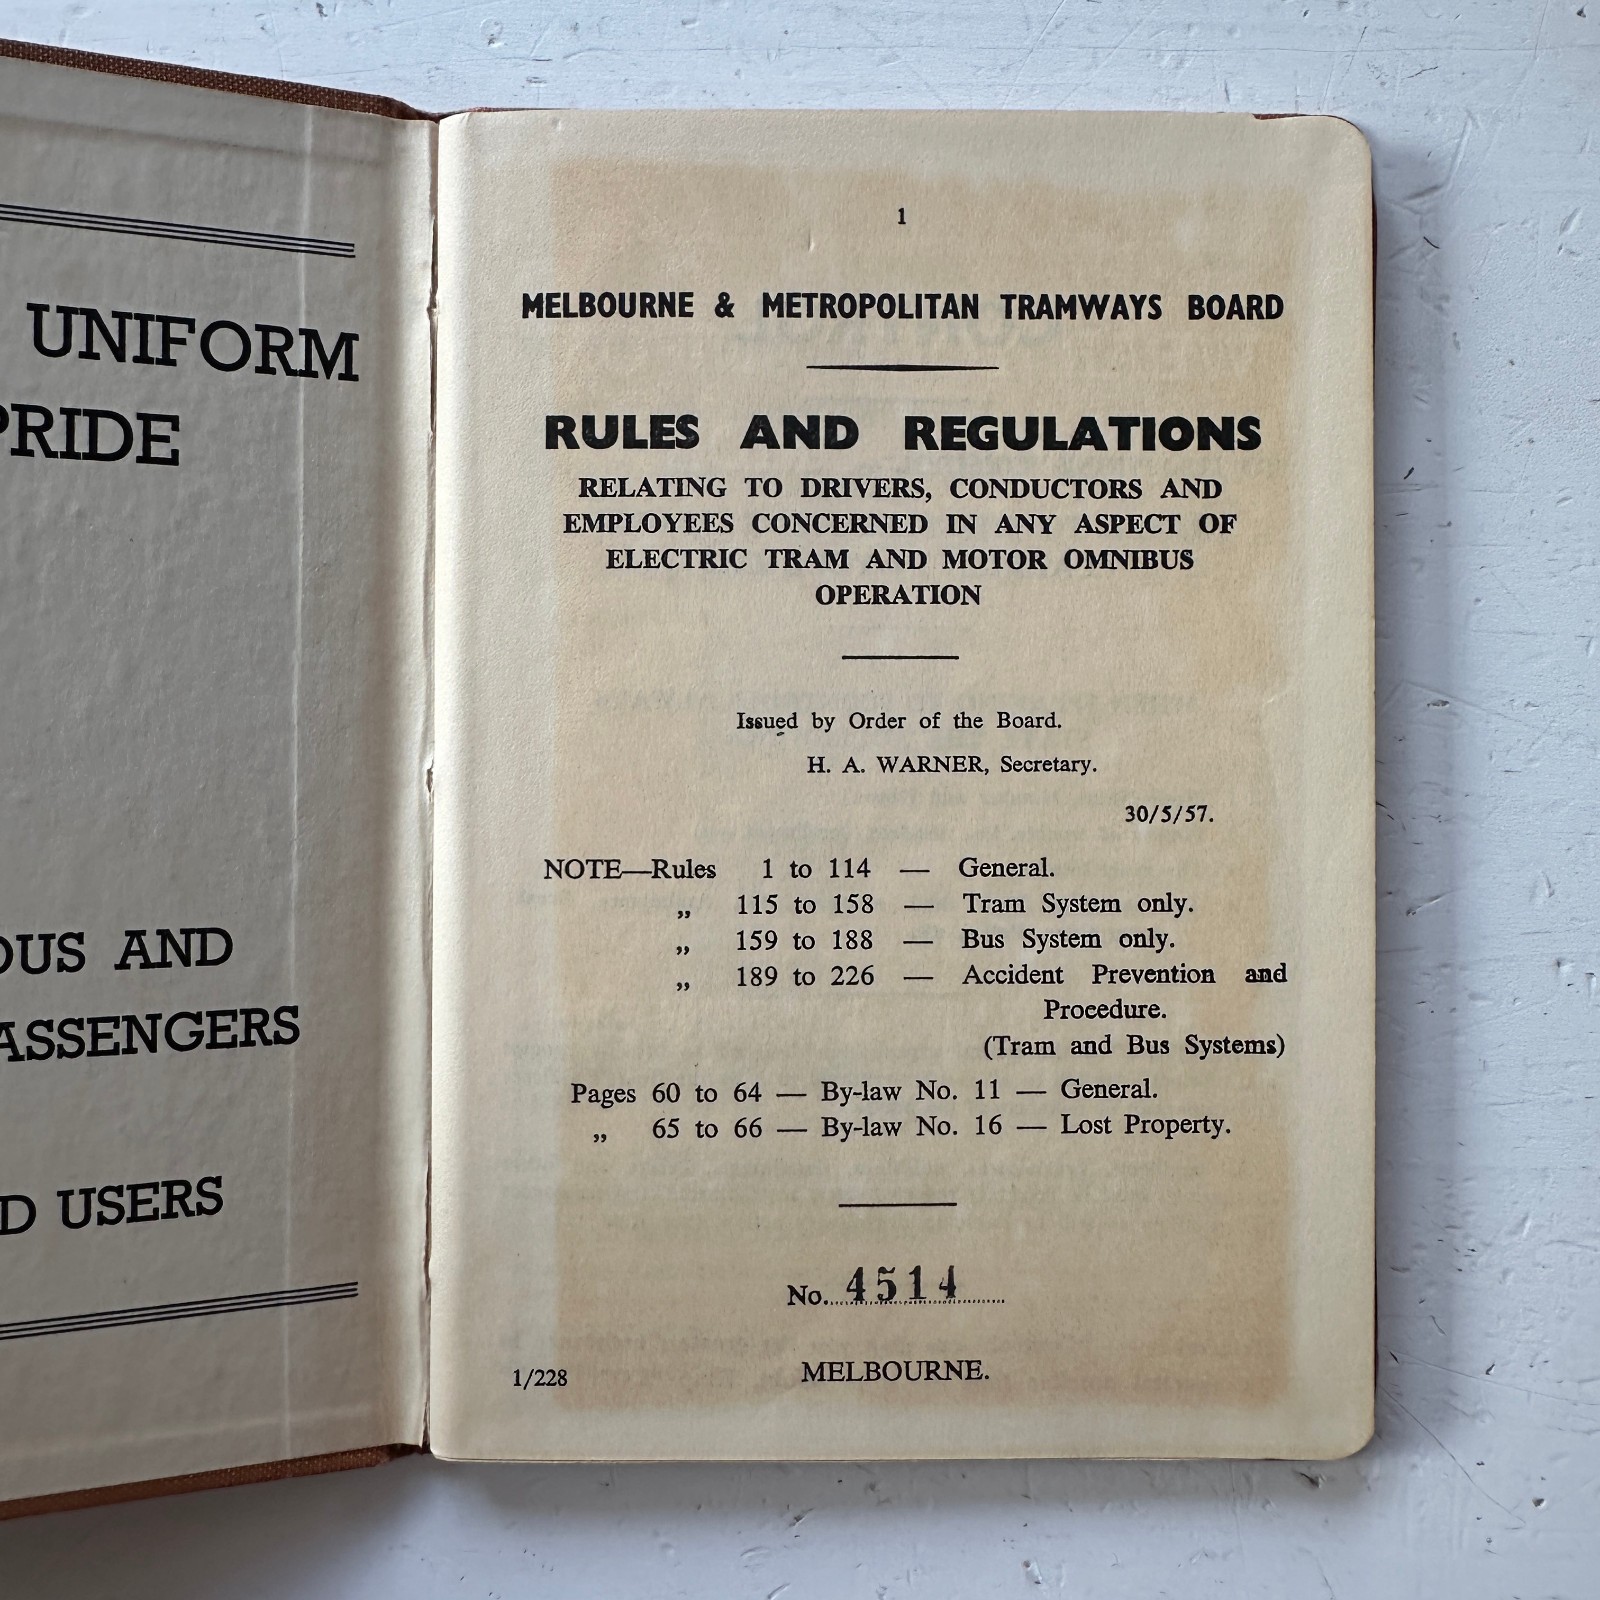 UNIFORM
PRIDE
AND
USERS
1
MELBOURNE & METROPOLITAN TRAMWAYS BOARD
RULES AND REGULATIONS
RELATING TO DRIVERS, CONDUCTORS AND
EMPLOYEES CONCERNED IN ANY ASPECT OF
ELECTRIC TRAM AND MOTOR OMNIBUS
OPERATION
Issued by Order of the Board.
H. A. WARNER, Secretary.
30/5/57.
NOTE—Rules 1 to 114 — General.
„ 115 to 158 — Tram System only.
„ 159 to 188 — Bus System only.
„ 189 to 226 — Accident Prevention and
Procedure.
(Tram and Bus Systems)
Pages 60 to 64 — By-law No. 11 — General.
„ 65 to 66 — By-law No. 16 — Lost Property.
No. 4514
1/228 MELBOURNE.